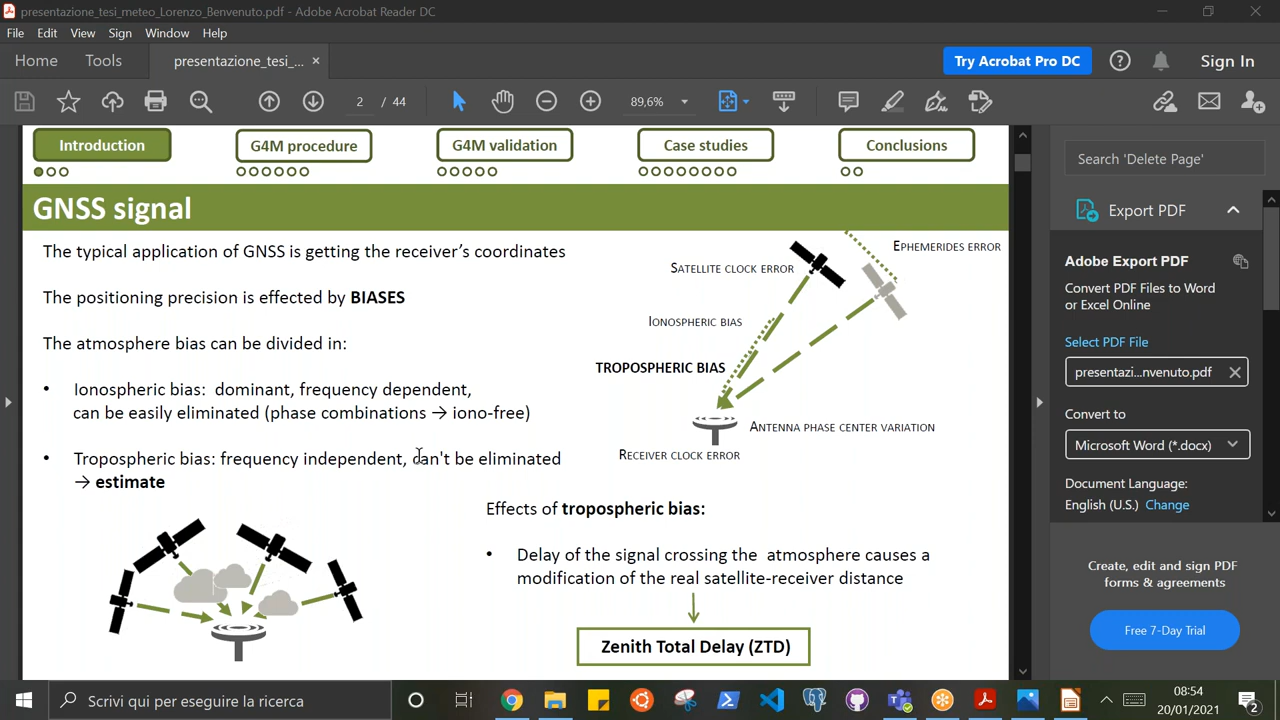 presentazione_tesi_meteo_Lorenzo_Benvenuto.pdf - Adobe Acrobat Reader DC
File Edit View Sign Window Help
Home Tools presentazione_tesi_... × Try Acrobat Pro DC Sign In
2 / 44 89,6%
Introduction G4M procedure G4M validation Case studies Conclusions
GNSS signal
The typical application of GNSS is getting the receiver's coordinates
The positioning precision is effected by BIASES
The atmosphere bias can be divided in:
• Ionospheric bias: dominant, frequency dependent,
can be easily eliminated (phase combinations → iono-free)
• Tropospheric bias: frequency independent, can't be eliminated
→ estimate
EPHEMERIDES ERROR
SATELLITE CLOCK ERROR
IONOSPHERIC BIAS
TROPOSPHERIC BIAS
ANTENNA PHASE CENTER VARIATION
RECEIVER CLOCK ERROR
Effects of tropospheric bias:
• Delay of the signal crossing the atmosphere causes a
modification of the real satellite-receiver distance
Zenith Total Delay (ZTD)
Search 'Delete Page'
Export PDF
Adobe Export PDF
Convert PDF Files to Word
or Excel Online
Select PDF File
presentazi...nvenuto.pdf
Convert to
Microsoft Word (*.docx)
Document Language:
English (U.S.) Change
Create, edit and sign PDF
forms & agreements
Free 7-Day Trial
Scrivi qui per eseguire la ricerca
08:54
20/01/2021
2